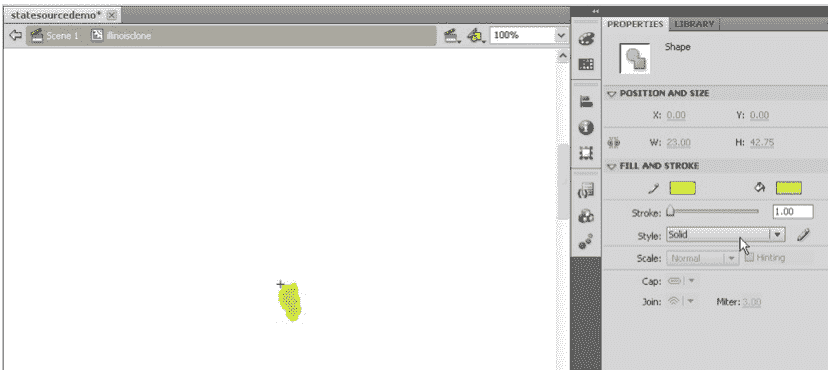 statesourcedemo*
Scene 1 illinoisclone 100%
PROPERTIES LIBRARY
Shape
POSITION AND SIZE
X: 0.00 Y: 0.00
W: 23.00 H: 42.75
FILL AND STROKE
Stroke: 1.00
Style: Solid
Scale: Normal Hinting
Cap:
Join: Miter: 3.00